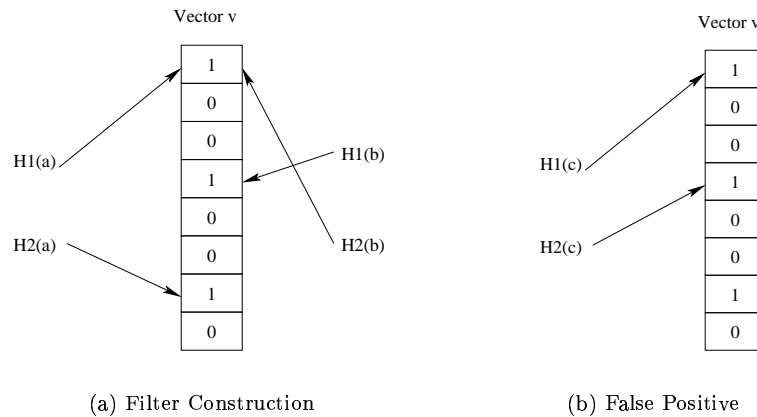 Vector v
1
0
0
1
0
0
1
0
H1(a)
H2(a)
H1(b)
H2(b)
(a) Filter Construction
Vector v
1
0
0
1
0
0
1
0
H1(c)
H2(c)
(b) False Positive